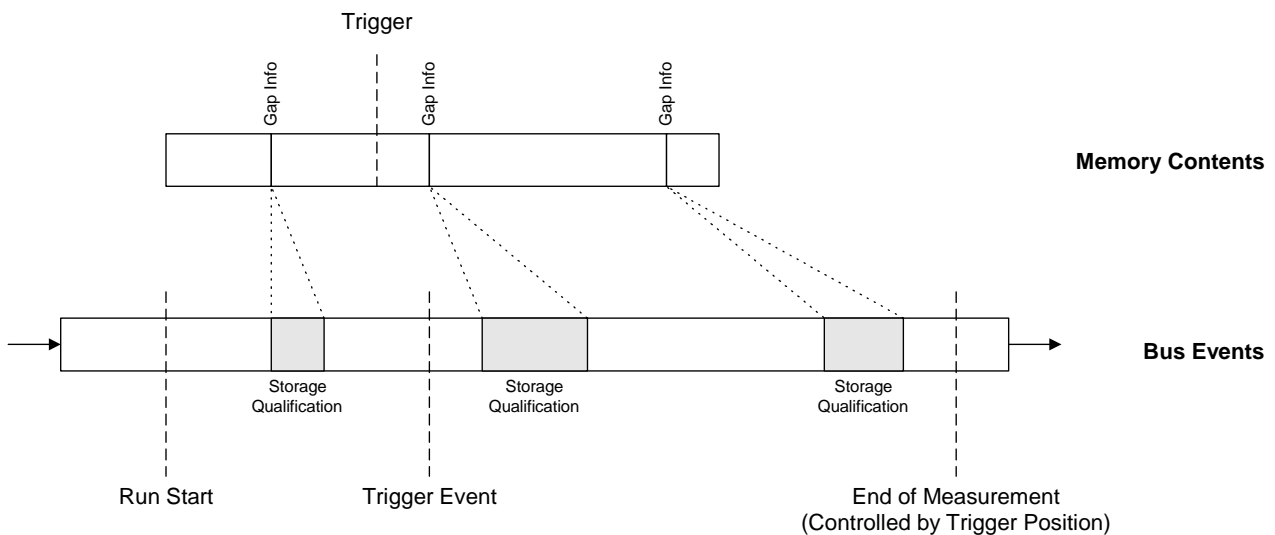 Trigger
Gap Info
Gap Info
Gap Info
Memory Contents
Bus Events
Storage
Qualification
Storage
Qualification
Storage
Qualification
Run Start
Trigger Event
End of Measurement
(Controlled by Trigger Position)